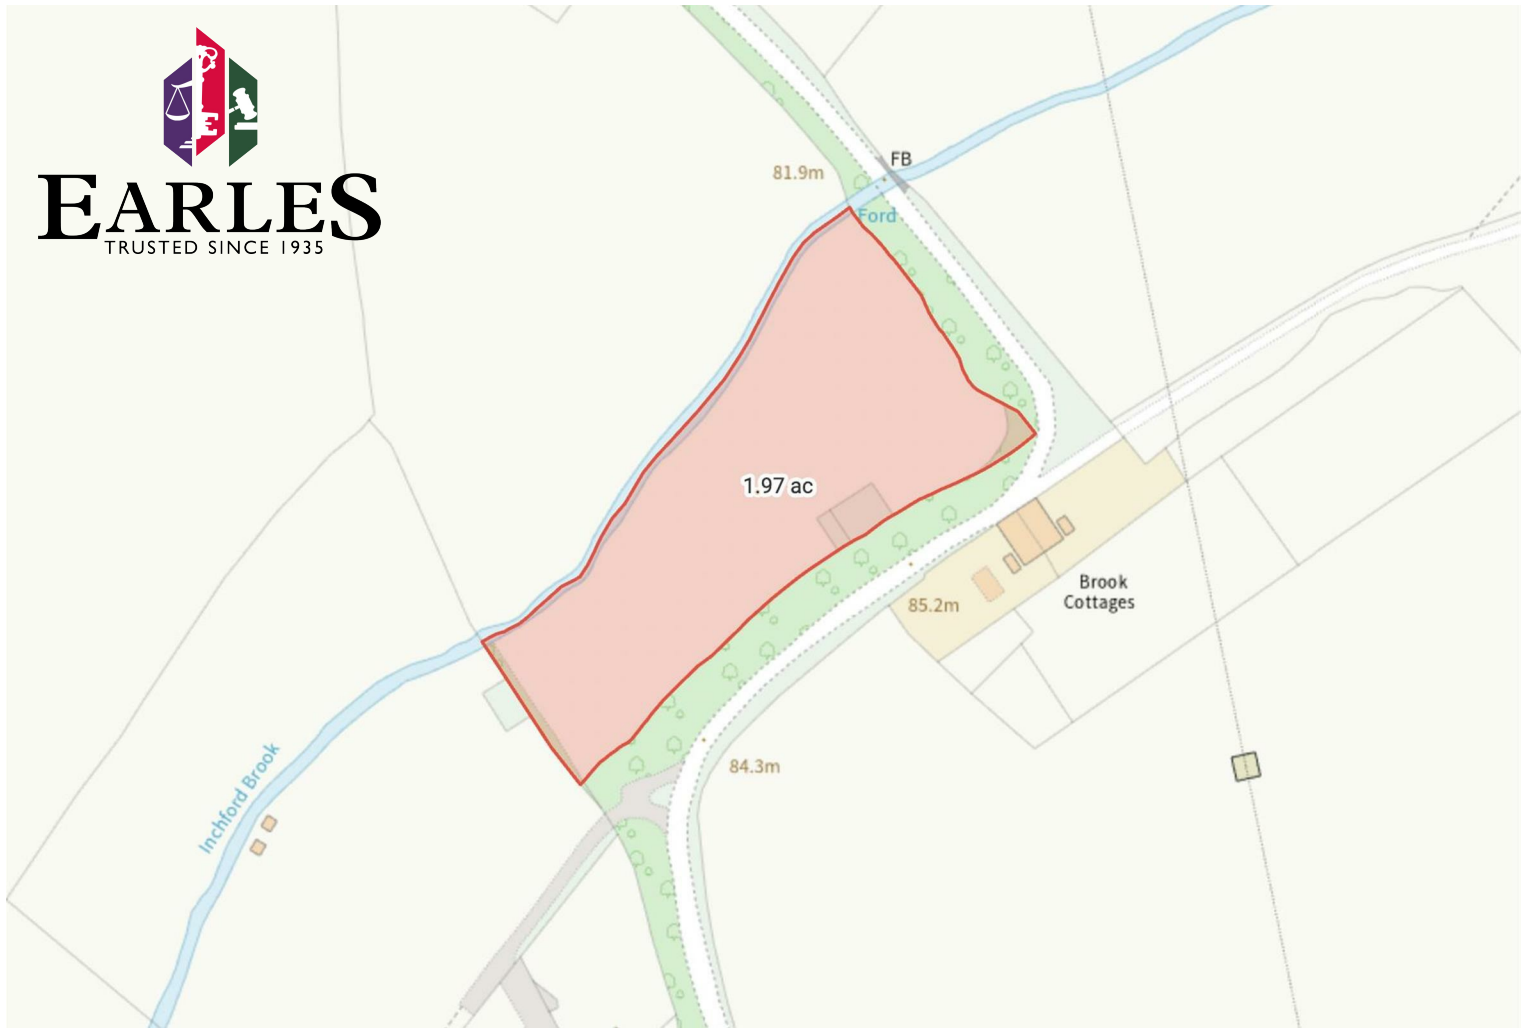 E
EARLES
TRUSTED SINCE 1935
FB
81.9m
Ford
1.97 ac
Brook
Cottages
85.2m
84.3m
Inchford Brook